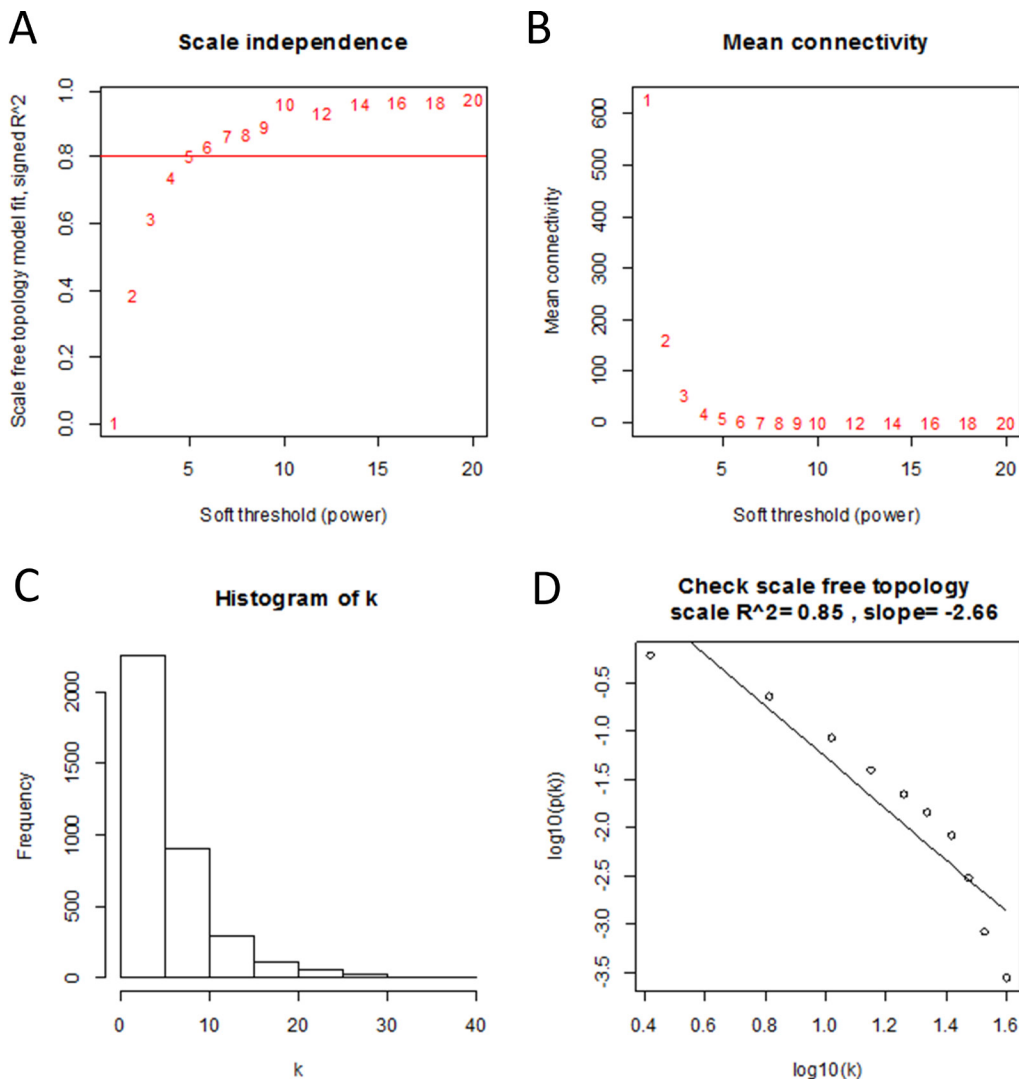 A
Scale independence
Scale free topology model fit, signed R^2
0.0 0.2 0.4 0.6 0.8 1.0
1 2 3 4 5 6 7 8 9 10 12 14 16 18 20
5 10 15 20
Soft threshold (power)
B
Mean connectivity
Mean connectivity
0 100 200 300 400 500 600
1 2 3 4 5 6 7 8 9 10 12 14 16 18 20
5 10 15 20
Soft threshold (power)
C
Histogram of k
Frequency
0 500 1000 1500 2000
0 10 20 30 40
k
D
Check scale free topology
scale R^2= 0.85 , slope= -2.66
log10(p(k))
-3.5 -3.0 -2.5 -2.0 -1.5 -1.0 -0.5
0.4 0.6 0.8 1.0 1.2 1.4 1.6
log10(k)